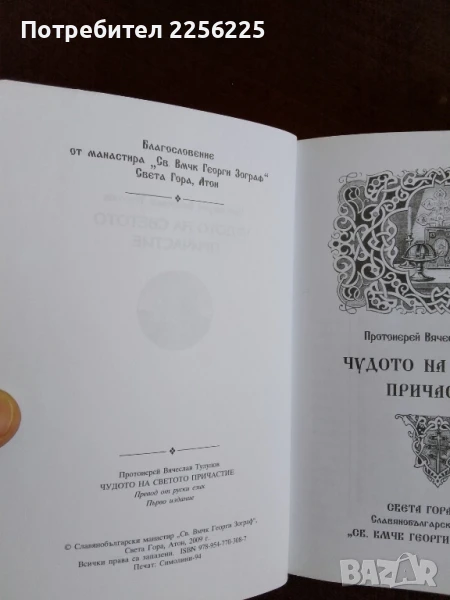 Потребител 2256225
Благословение
от манастира „Св Вмчк Георги Зограф“
Света Гора, Атон
Протоиерей Вячеслав Тулупов
ЧУДОТО НА СВЕТОТО ПРИЧАСТИЕ
Превод от руски език
Първо издание
© Славянобългарски манастир „Св. Вмчк Георги Зограф“,
Света Гора, Атон, 2009 г.
Всички права са запазени. ISBN 978-954-770-308-7
Печат: Симолини-94
Протоиерей Вячес
ЧУДОТО НА
ПРИЧАС
СВЕТА ГОРА
Славянобългарски
„СВ. ВМЧК ГЕОРГИ
BAZAR